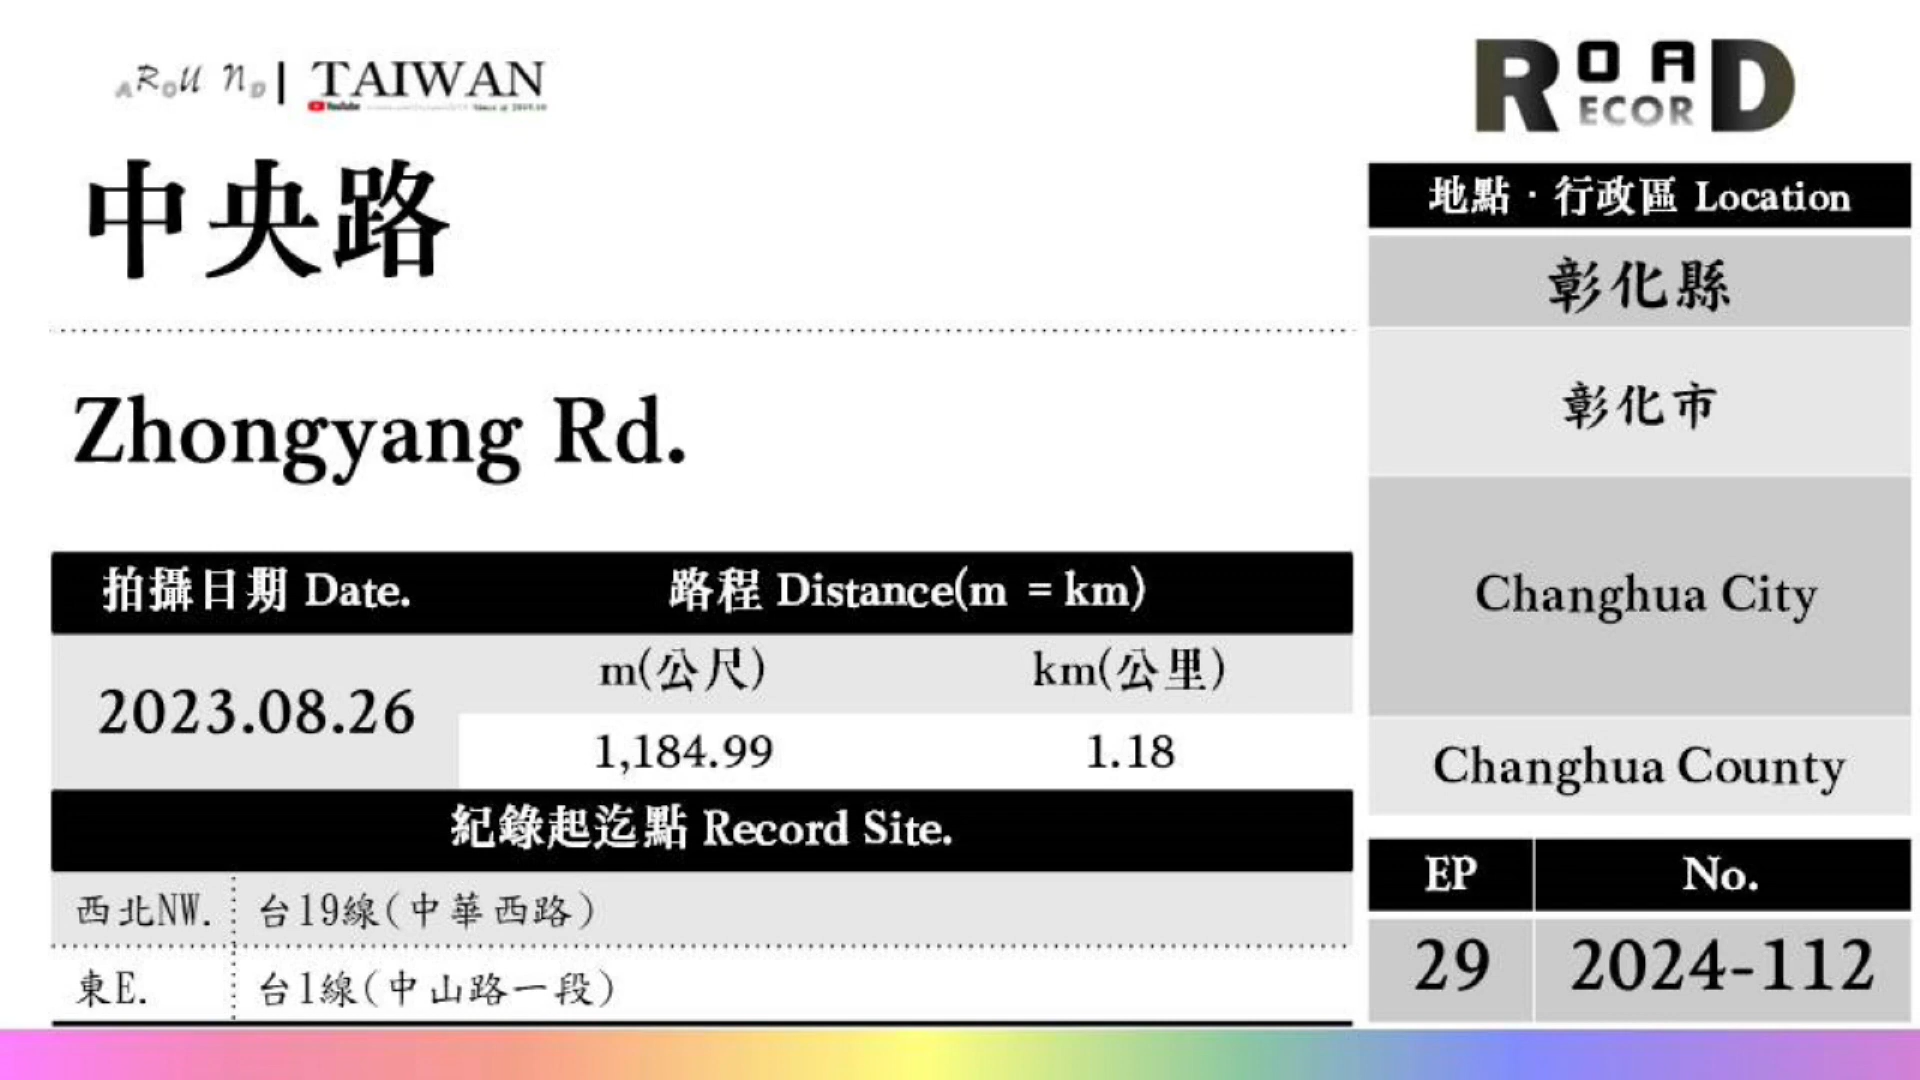 AROUND | TAIWAN
YouTube
中央路
Zhongyang Rd.
拍攝日期 Date. 路程 Distance(m = km)
m(公尺) km(公里)
2023.08.26
1,184.99 1.18
紀錄起迄點 Record Site.
西北NW. 台19線(中華西路)
東E. 台1線(中山路一段)
ROAD
RECORD
地點·行政區 Location
彰化縣
彰化市
Changhua City
Changhua County
EP No.
29 2024-112